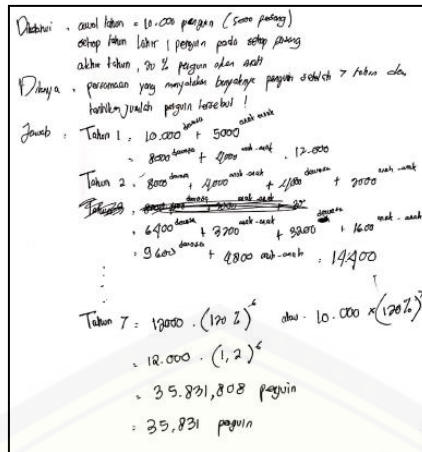 Diketahui : awal tahun = 10.000 penguin (5000 pasang)
setiap tahun lahir 1 penguin pada setiap pasang
akhir tahun, 20 % penguin akan mati
Ditanya : persamaan yang menyatakan banyaknya penguin setelah 7 tahun dan
tentukan jumlah penguin tersebut !
Jawab : Tahun 1 : 10.000 dewasa + 5000 anak-anak
= 8000 dewasa + 4000 anak-anak = 12.000
Tahun 2 : 8000 dewasa + 4000 anak-anak + 4000 dewasa + 2000 anak-anak
= 6400 dewasa + 3200 anak-anak + 3200 dewasa + 1600 anak-anak
= 9600 dewasa + 4800 anak-anak = 14400
Tahun 7 = 12000 . (120 %)^6 atau 10.000 × (120%)^7
= 12.000 . (1,2)^6
= 35.831,808 penguin
= 35,831 penguin